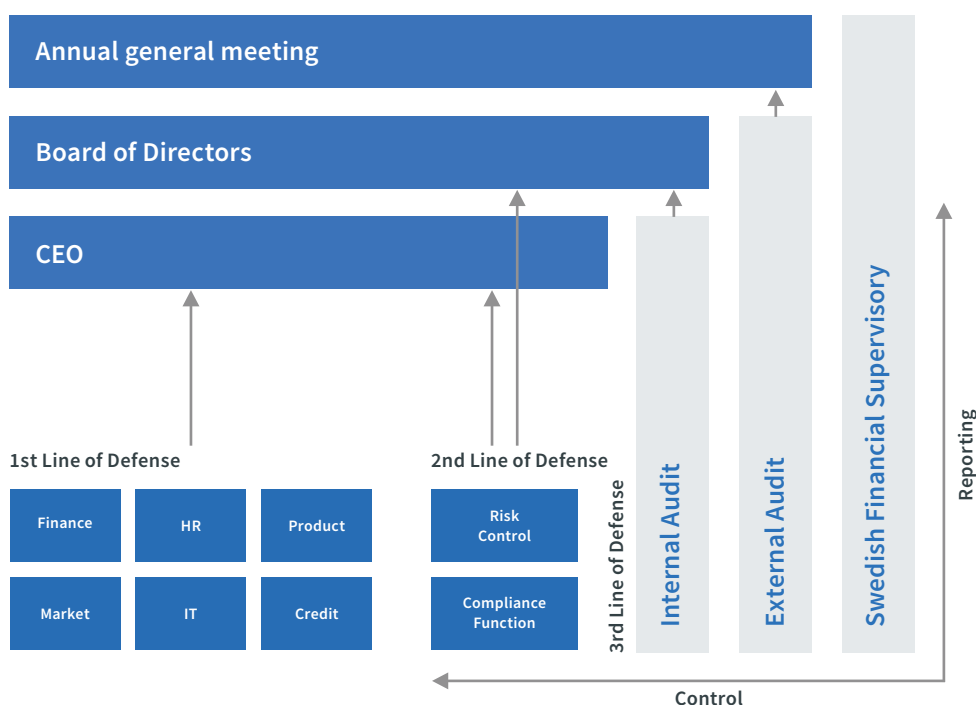 Annual general meeting
Board of Directors
CEO
1st Line of Defense
2nd Line of Defense
Finance
HR
Product
Risk
Control
Market
IT
Credit
Compliance
Function
3rd Line of Defense
Internal Audit
External Audit
Swedish Financial Supervisory
Reporting
Control